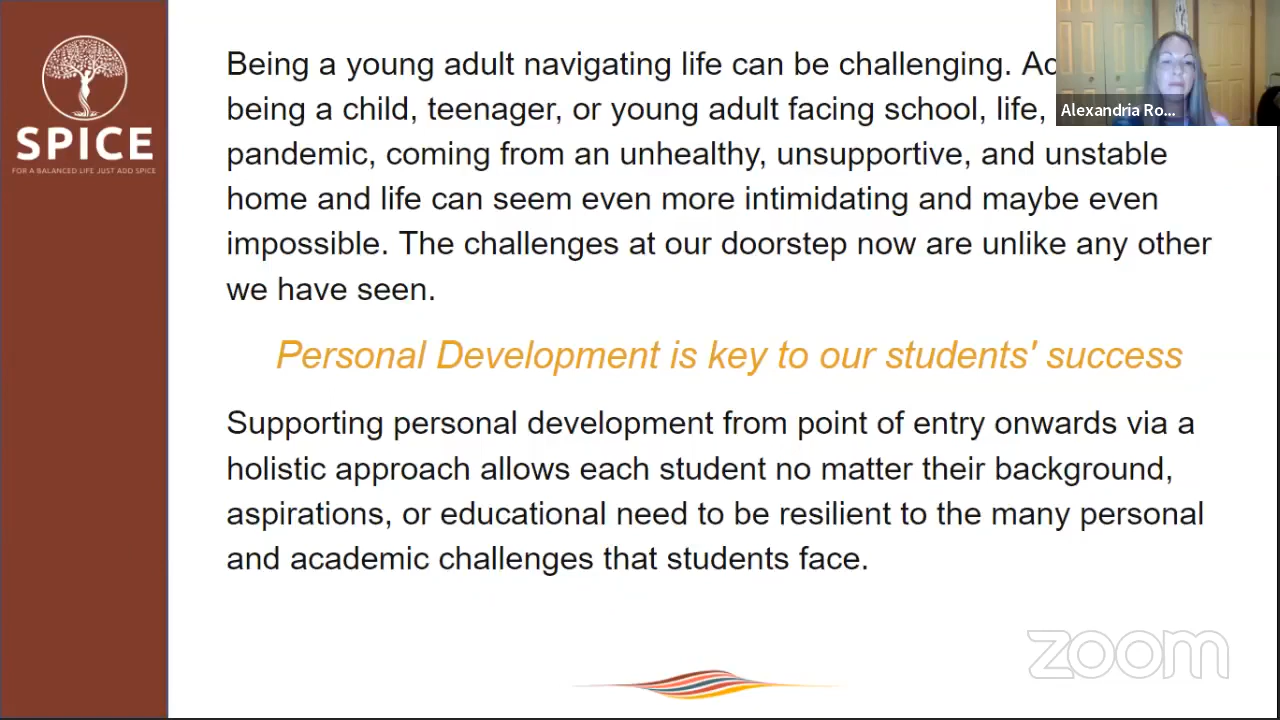 SPICE
FOR A BALANCED LIFE JUST ADD SPICE
Being a young adult navigating life can be challenging.
being a child, teenager, or young adult facing school, life,
pandemic, coming from an unhealthy, unsupportive, and unstable
home and life can seem even more intimidating and maybe even
impossible. The challenges at our doorstep now are unlike any other
we have seen.
Personal Development is key to our students' success
Supporting personal development from point of entry onwards via a
holistic approach allows each student no matter their background,
aspirations, or educational need to be resilient to the many personal
and academic challenges that students face.
Alexandria Ro...
zoom